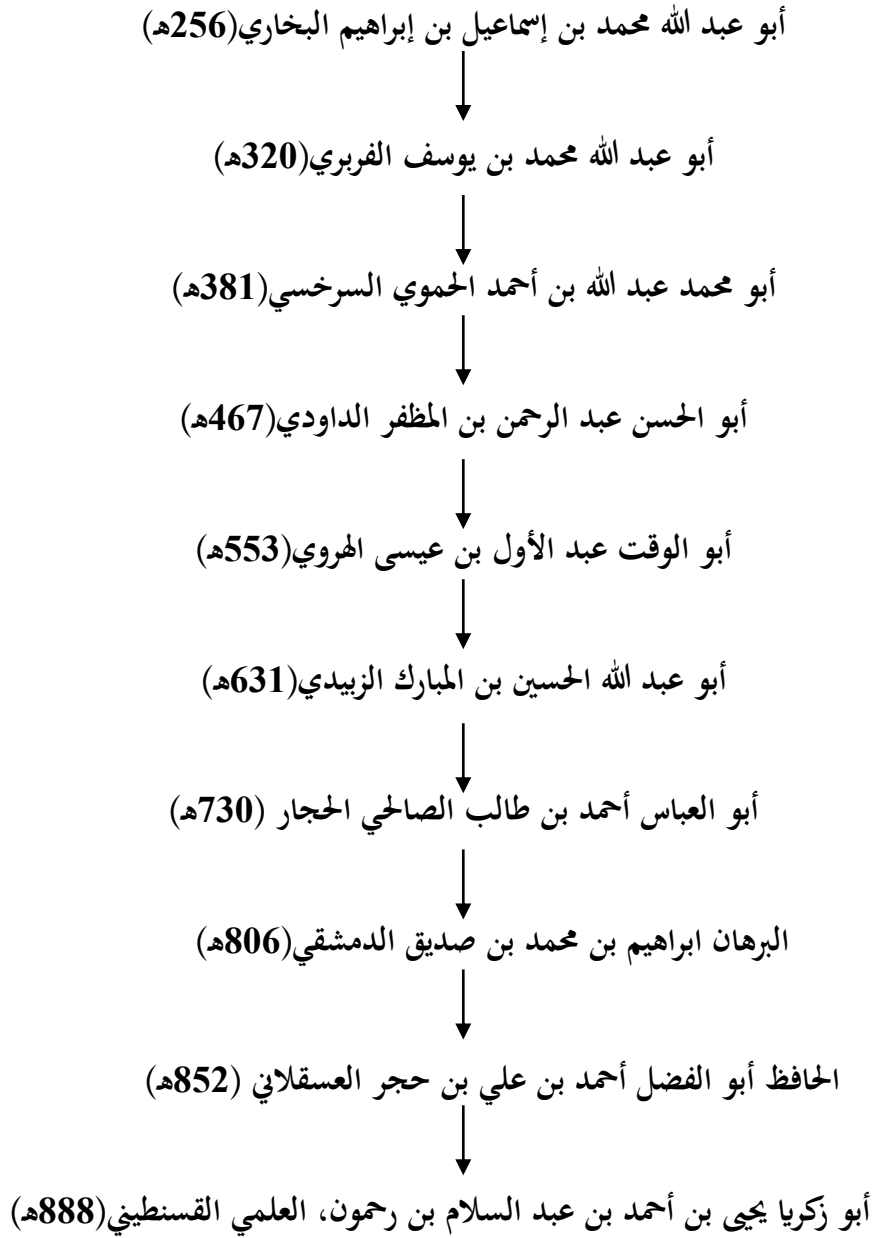 أبو عبد الله محمد بن إسماعيل بن إبراهيم البخاري(256هـ)
أبو عبد الله محمد بن يوسف الفربري(320هـ)
أبو محمد عبد الله بن أحمد الحموي السرخسي(381هـ)
أبو الحسن عبد الرحمن بن المظفر الداودي(467هـ)
أبو الوقت عبد الأول بن عيسى الهروي(553هـ)
أبو عبد الله الحسين بن المبارك الزبيدي(631هـ)
أبو العباس أحمد بن طالب الصالحي الحجار (730هـ)
البرهان ابراهيم بن محمد بن صديق الدمشقي(806هـ)
الحافظ أبو الفضل أحمد بن علي بن حجر العسقلاني (852هـ)
أبو زكريا يحيى بن أحمد بن عبد السلام بن رحمون، العلمي القسنطيني(888هـ)